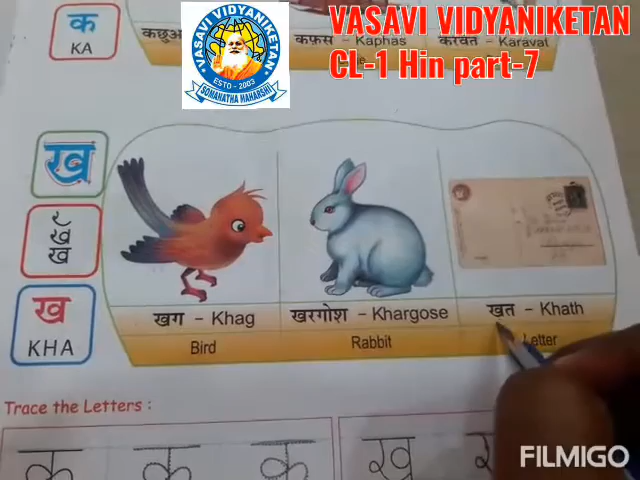 VASAVI VIDYANIKETAN
CL-1 Hin part-7
VASAVI VIDYANIKETAN
ESTD - 2003
SOMANATHA MAHARSHI
क
KA
कफ़स - Kaphas
करवत - Karavat
ख
ख
ख
KHA
खग - Khag
खरगोश - Khargose
खत - Khath
Bird
Rabbit
Letter
Trace the Letters :
क क क ख
FILMIGO